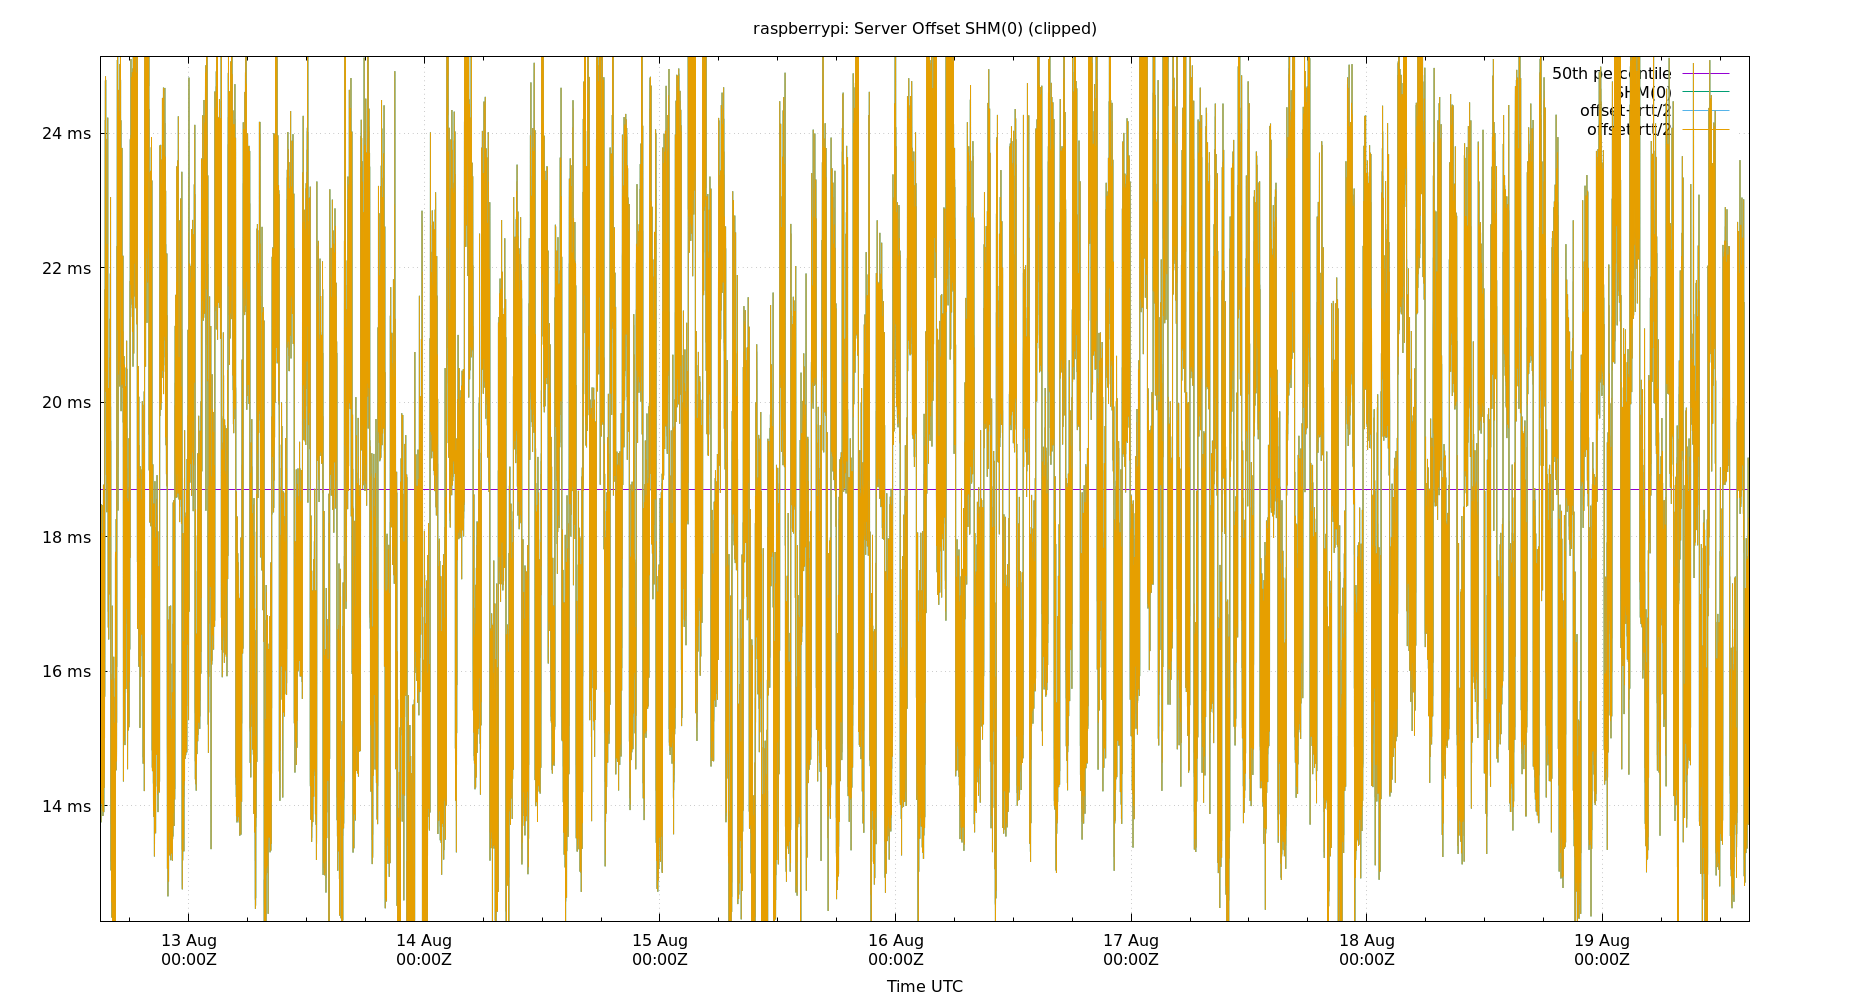 raspberrypi: Server Offset SHM(0) (clipped)
50th percentile
SHM(0)
offset+rtt/2
offset-rtt/2
24 ms
22 ms
20 ms
18 ms
16 ms
14 ms
13 Aug
00:00Z
14 Aug
00:00Z
15 Aug
00:00Z
16 Aug
00:00Z
17 Aug
00:00Z
18 Aug
00:00Z
19 Aug
00:00Z
Time UTC